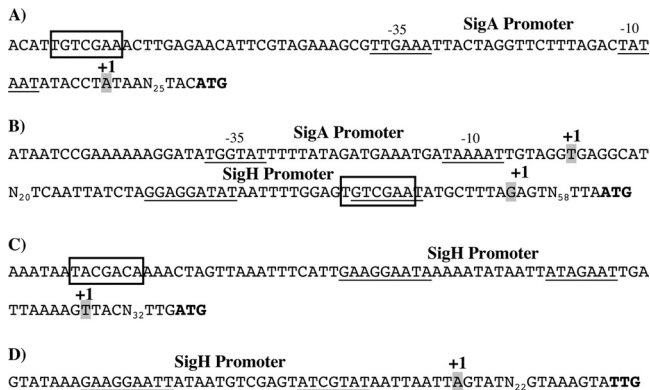 A)
SigA Promoter
-35 -10
ACATTGTCGAAACTTGAGAACATTCGTAGAAAGCGTTGAAATTACTAGGTTCTTTAGACTAT
+1
AATATACCTATAAN25TACATG
B)
SigA Promoter
-35 -10 +1
ATAATCCGAAAAAAGGATATGGTATTTTTATAGATGAAATGATAAAATTGTAGGTGAGGCAT
SigH Promoter +1
N20TCAATTATCTAGGAGGATATAATTTTGGAGTGTCGAATATGCTTTAGAGTN58TTAATG
C)
SigH Promoter
AAATAATACGACAAAACTAGTTAAATTTCATTGAAGGAATAAAAATATAATTATAGAATTGA
+1
TTAAAAGTTACN32TTGATG
D)
SigH Promoter +1
GTATAAAGAAGGAATTATAATGTCGAGTATCGTATAATTAATTAGTATN22GTAAAGTATTG